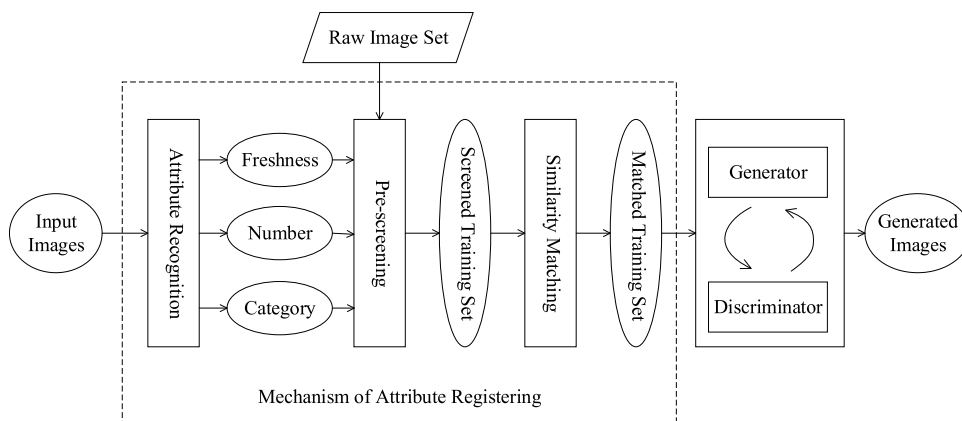 Raw Image Set
Input
Images
Attribute Recognition
Freshness
Number
Category
Pre-screening
Screened Training Set
Similarity Matching
Matched Training Set
Generator
Discriminator
Generated
Images
Mechanism of Attribute Registering